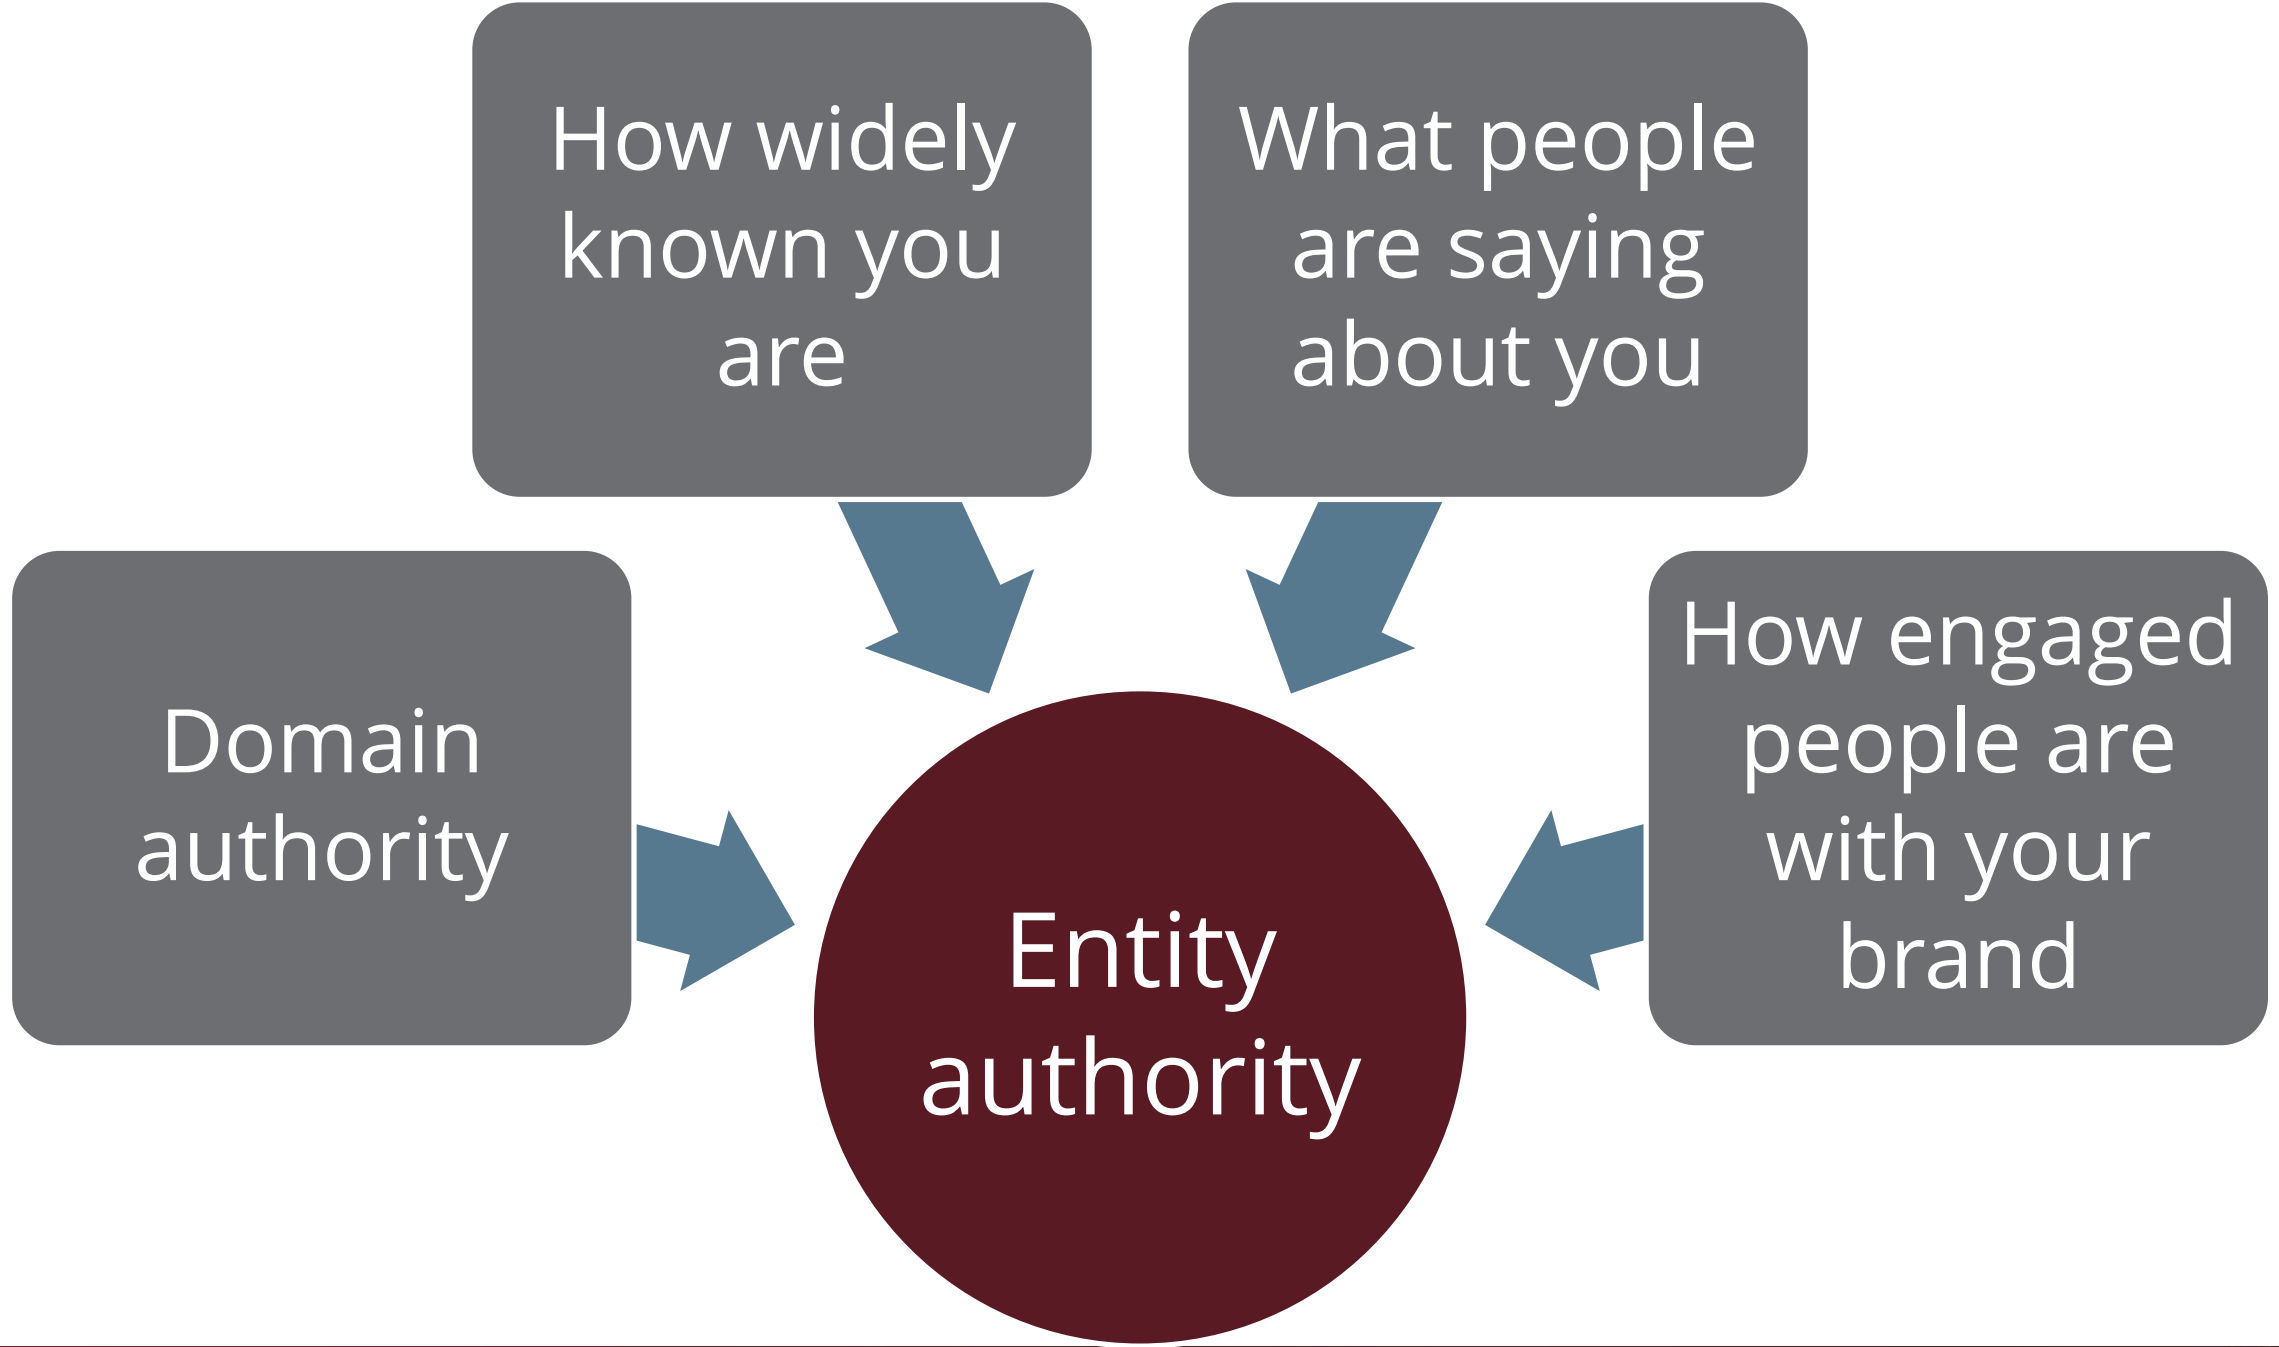 How widely
known you
are
What people
are saying
about you
Domain
authority
How engaged
people are
with your
brand
Entity
authority